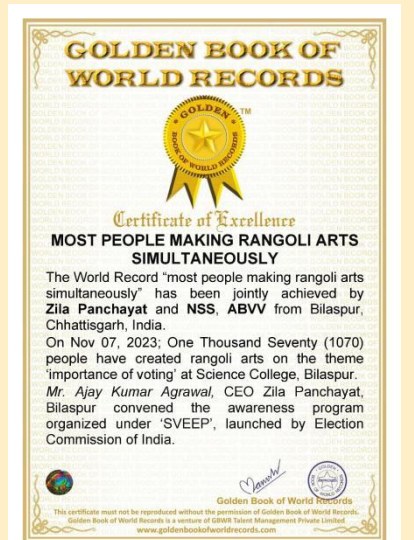 GOLDEN BOOK OF
WORLD RECORDS
GOLDEN
BOOK OF WORLD RECORDS
TM
Certificate of Excellence
MOST PEOPLE MAKING RANGOLI ARTS
SIMULTANEOUSLY
The World Record “most people making rangoli arts
simultaneously” has been jointly achieved by
Zila Panchayat and NSS, ABVV from Bilaspur,
Chhattisgarh, India.
On Nov 07, 2023; One Thousand Seventy (1070)
people have created rangoli arts on the theme
‘importance of voting’ at Science College, Bilaspur.
Mr. Ajay Kumar Agrawal, CEO Zila Panchayat,
Bilaspur convened the awareness program
organized under ‘SVEEP’, launched by Election
Commission of India.
Golden Book of World Records
This certificate must not be reproduced without the permission of Golden Book of World Records.
Golden Book of World Records is a venture of GBWR Talent Management Private Limited
www.goldenbookofworldrecords.com